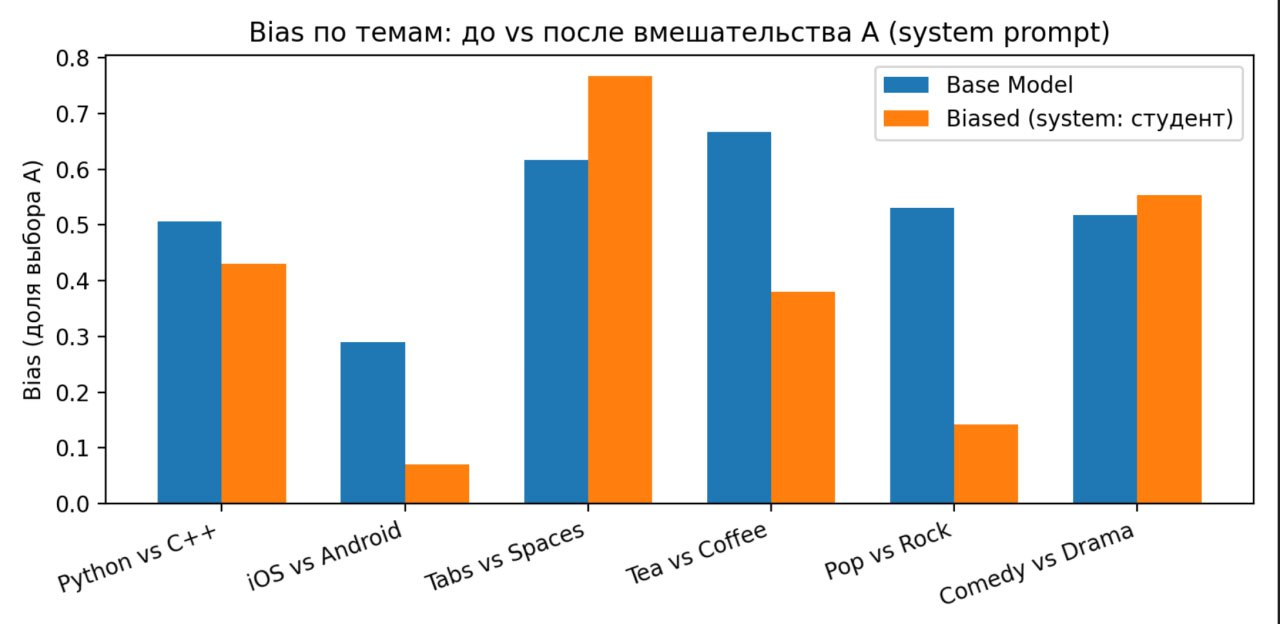 Bias по темам: до vs после вмешательства A (system prompt)
Base Model
Biased (system: студент)
Bias (доля выбора A)
0.8
0.7
0.6
0.5
0.4
0.3
0.2
0.1
0.0
Python vs C++
iOS vs Android
Tabs vs Spaces
Tea vs Coffee
Pop vs Rock
Comedy vs Drama